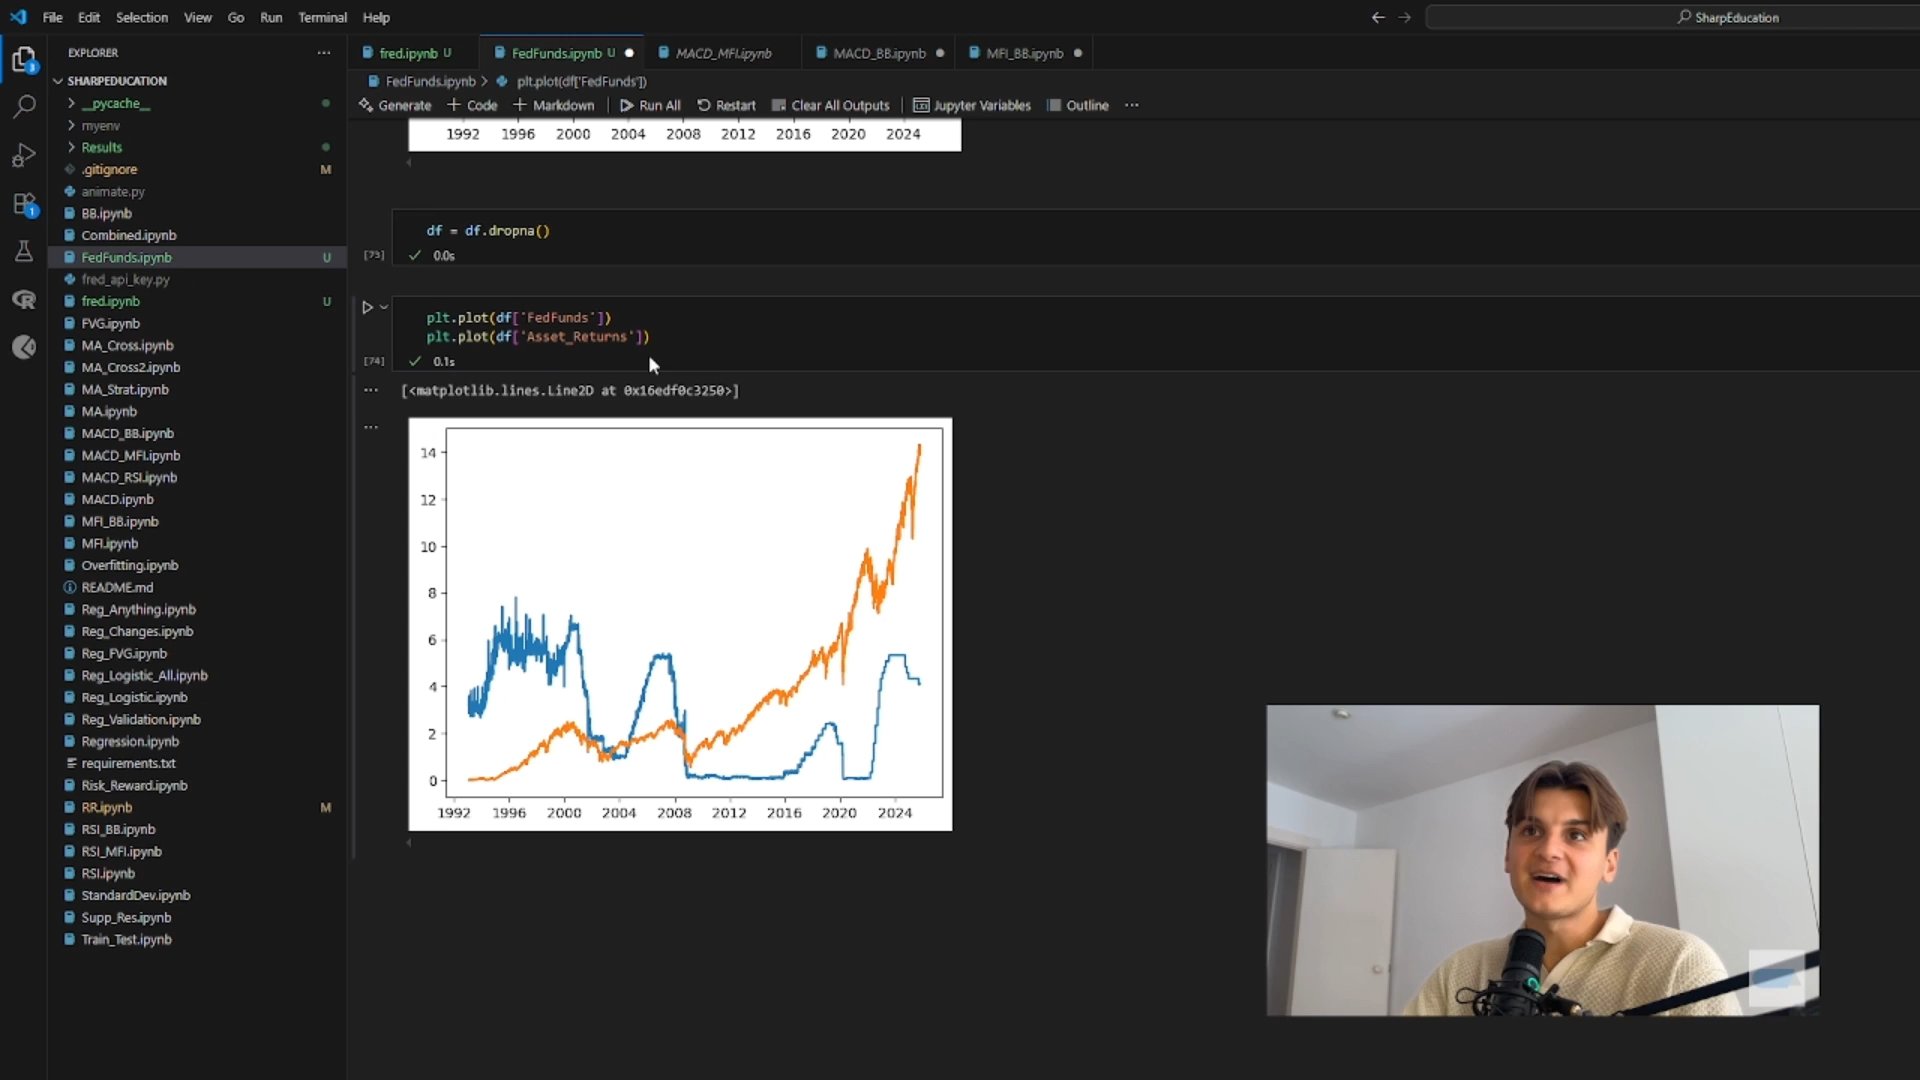 File Edit Selection View Go Run Terminal Help
SharpEducation
EXPLORER
SHARPEDUCATION
__pycache__
myenv
Results
.gitignore M
animate.py
BB.ipynb
Combined.ipynb
FedFunds.ipynb U
fred_api_key.py
fred.ipynb U
FVG.ipynb
MA_Cross.ipynb
MA_Cross2.ipynb
MA_Strat.ipynb
MA.ipynb
MACD_BB.ipynb
MACD_MFI.ipynb
MACD_RSI.ipynb
MACD.ipynb
MFI_BB.ipynb
MFI.ipynb
Overfitting.ipynb
README.md
Reg_Anything.ipynb
Reg_Changes.ipynb
Reg_FVG.ipynb
Reg_Logistic_All.ipynb
Reg_Logistic.ipynb
Reg_Validation.ipynb
Regression.ipynb
requirements.txt
Risk_Reward.ipynb
RR.ipynb M
RSI_BB.ipynb
RSI_MFI.ipynb
RSI.ipynb
StandardDev.ipynb
Supp_Res.ipynb
Train_Test.ipynb
3
1
fred.ipynb U FedFunds.ipynb U MACD_MFI.ipynb MACD_BB.ipynb MFI_BB.ipynb
FedFunds.ipynb > plt.plot(df['FedFunds'])
Generate + Code + Markdown | Run All Restart Clear All Outputs | Jupyter Variables Outline ...
1992 1996 2000 2004 2008 2012 2016 2020 2024
df = df.dropna()
[73] 0.0s
plt.plot(df['FedFunds'])
plt.plot(df['Asset_Returns'])
[74] 0.1s
[<matplotlib.lines.Line2D at 0x16edf0c3250>]
14
12
10
8
6
4
2
0
1992 1996 2000 2004 2008 2012 2016 2020 2024